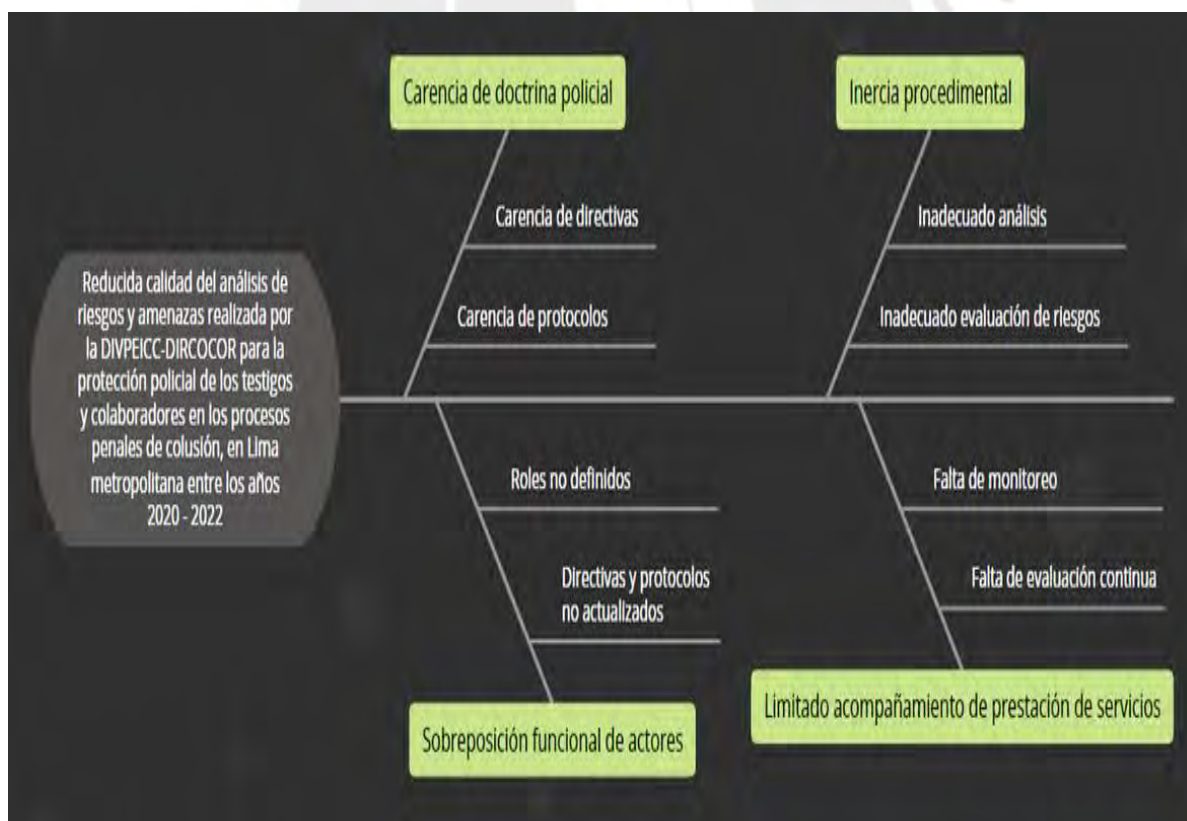 Carencia de doctrina policial
Inercia procedimental
Carencia de directivas
Inadecuado análisis
Carencia de protocolos
Inadecuado evaluación de riesgos
Reducida calidad del análisis de
riesgos y amenazas realizada por
la DIVPEICC-DIRCOCOR para la
protección policial de los testigos
y colaboradores en los procesos
penales de colusión, en Lima
metropolitana entre los años
2020 - 2022
Roles no definidos
Falta de monitoreo
Directivas y protocolos
no actualizados
Falta de evaluación continua
Sobreposición funcional de actores
Limitado acompañamiento de prestación de servicios